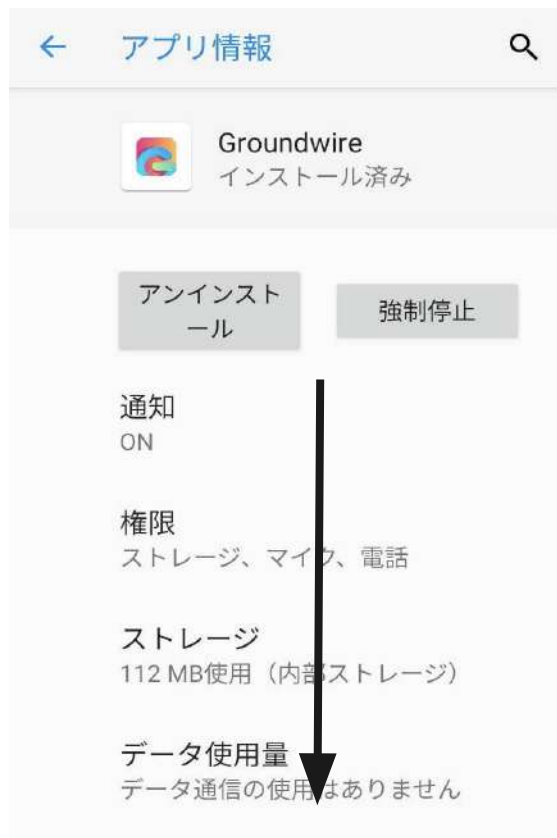 アプリ情報
Groundwire
インストール済み
アンインスト
ール
強制停止
通知
ON
権限
ストレージ、マイク、電話
ストレージ
112 MB使用（内部ストレージ）
データ使用量
データ通信の使用はありません